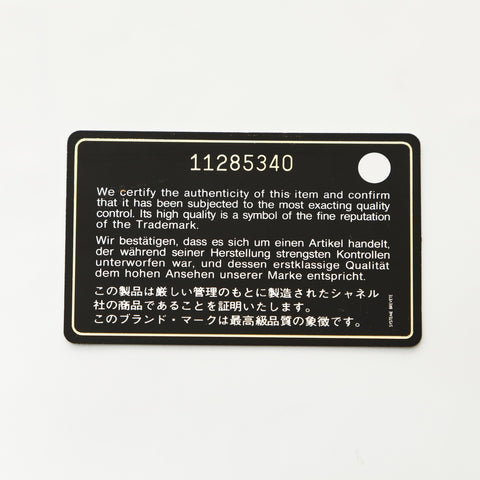 11285340
We certify the authenticity of this item and confirm
that it has been subjected to the most exacting quality
control. Its high quality is a symbol of the fine reputation
of the Trademark.
Wir bestätigen, dass es sich um einen Artikel handelt,
der während seiner Herstellung strengsten Kontrollen
unterworfen war, und dessen erstklassige Qualität
dem hohen Ansehen unserer Marke entspricht.
この製品は厳しい管理のもとに製造されたシャネル
社の商品であることを証明いたします。
このブランド・マークは最高級品質の象徴です。
SYSTEME BREVETE